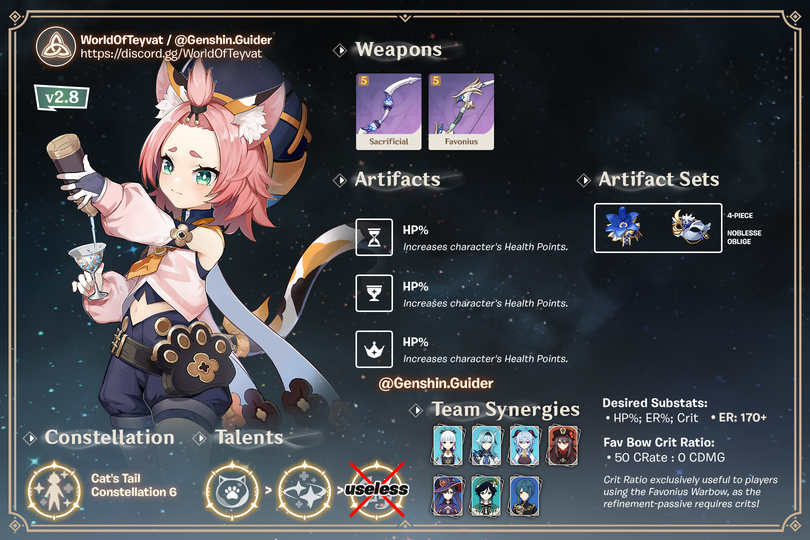 WorldOfTeyvat / @Genshin.Guider
https://discord.gg/WorldOfTeyvat
v2.8
Weapons
5
5
Sacrificial
Favonius
Artifacts
HP%
Increases character's Health Points.
HP%
Increases character's Health Points.
HP%
Increases character's Health Points.
Artifact Sets
4-PIECE
NOBLESSE
OBLIGE
@Genshin.Guider
Constellation
Cat's Tail
Constellation 6
Talents
>
>
useless
Team Synergies
Desired Substats:
• HP%; ER%; Crit • ER: 170+
Fav Bow Crit Ratio:
• 50 CRate : 0 CDMG
Crit Ratio exclusively useful to players
using the Favonius Warbow, as the
refinement-passive requires crits!